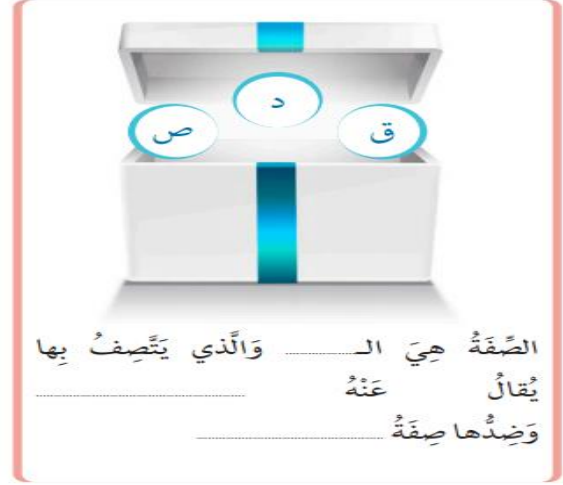 ق
د
ص
الصِّفَةُ هِيَ الـ............ وَالَّذي يَتَّصِفُ بِها
يُقالُ عَنْهُ ............
وَضِدُّها صِفَةُ ............